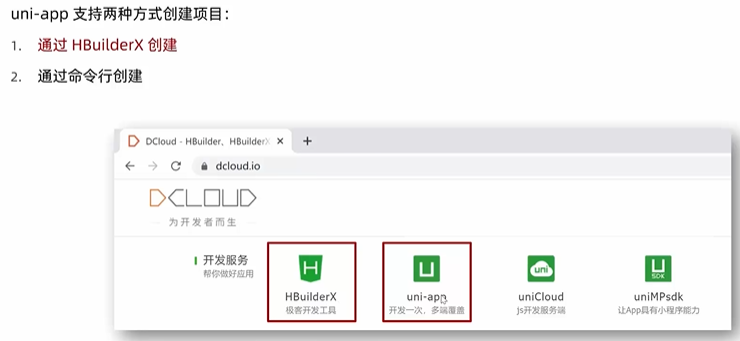 uni-app 支持两种方式创建项目：
1. 通过 HBuilderX 创建
2. 通过命令行创建
DCloud - HBuilder、HBuilderX
dcloud.io
DCLOUD
为开发者而生
开发服务
帮你做好应用
HBuilderX
极客开发工具
uni-app
开发一次，多端覆盖
uni
uniCloud
Js开发服务端
SDK
uniMPsdk
让App具有小程序能力